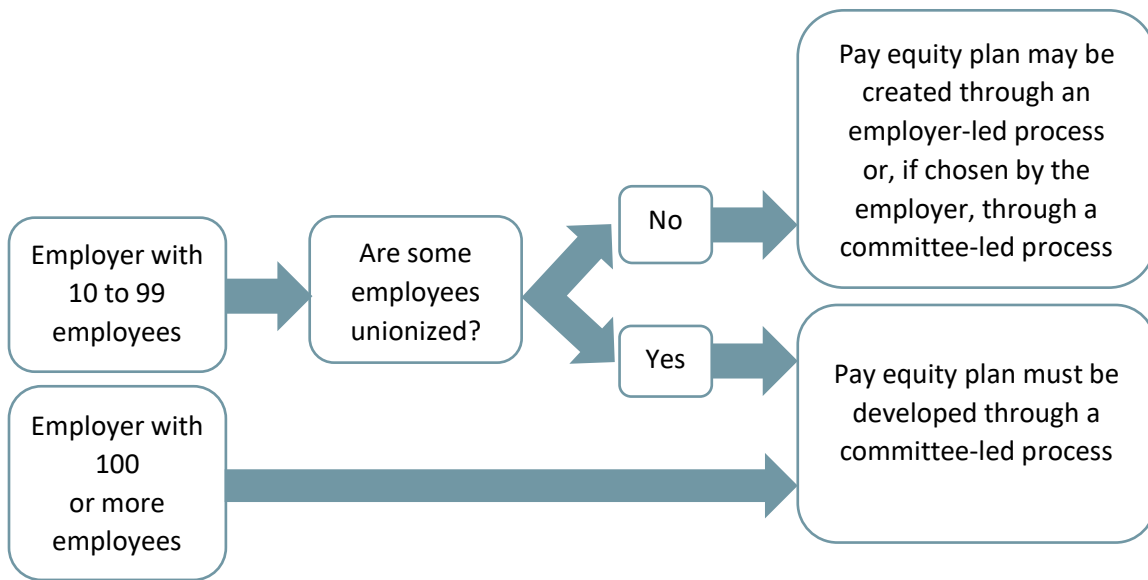 Employer with
10 to 99
employees
Are some
employees
unionized?
No
Pay equity plan may be
created through an
employer-led process
or, if chosen by the
employer, through a
committee-led process
Yes
Pay equity plan must be
developed through a
committee-led process
Employer with
100
or more
employees